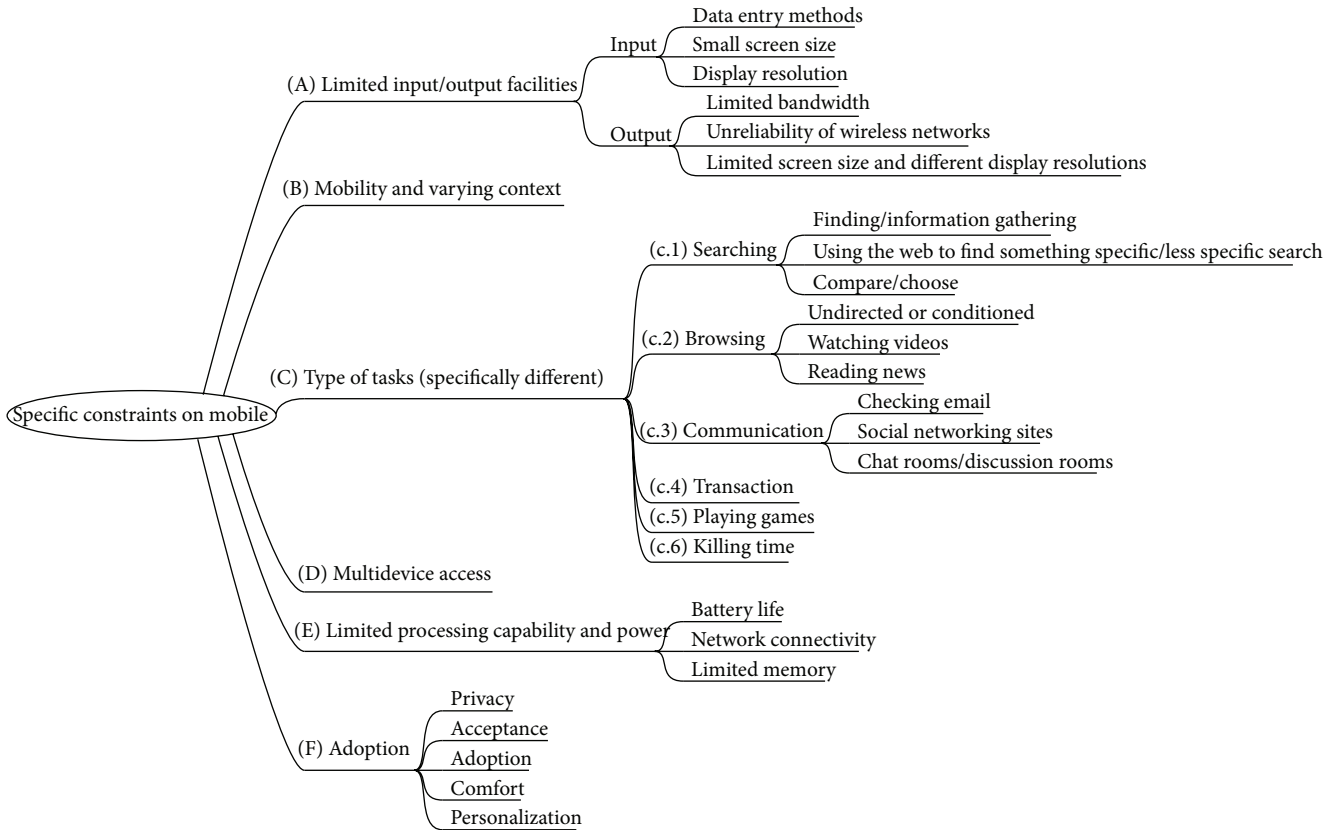 Specific constraints on mobile
(A) Limited input/output facilities
Input
Data entry methods
Small screen size
Display resolution
Output
Limited bandwidth
Unreliability of wireless networks
Limited screen size and different display resolutions
(B) Mobility and varying context
(C) Type of tasks (specifically different)
(c.1) Searching
Finding/information gathering
Using the web to find something specific/less specific search
Compare/choose
(c.2) Browsing
Undirected or conditioned
Watching videos
Reading news
(c.3) Communication
Checking email
Social networking sites
Chat rooms/discussion rooms
(c.4) Transaction
(c.5) Playing games
(c.6) Killing time
(D) Multidevice access
(E) Limited processing capability and power
Battery life
Network connectivity
Limited memory
(F) Adoption
Privacy
Acceptance
Adoption
Comfort
Personalization